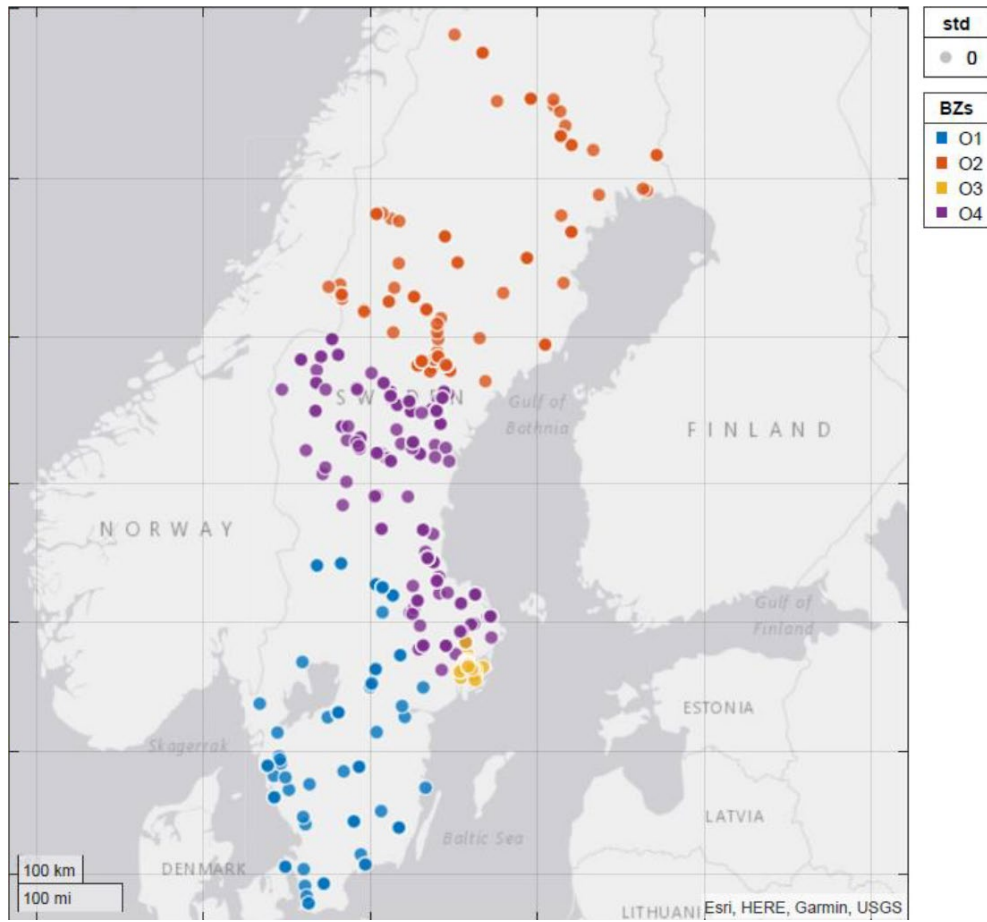 std
0
BZs
O1
O2
O3
O4
SWEDEN
Gulf of
Bothnia
FINLAND
NORWAY
Gulf of
Finland
ESTONIA
Skagerrak
LATVIA
Baltic Sea
DENMARK
100 km
100 mi
LITHUANI
Esri, HERE, Garmin, USGS